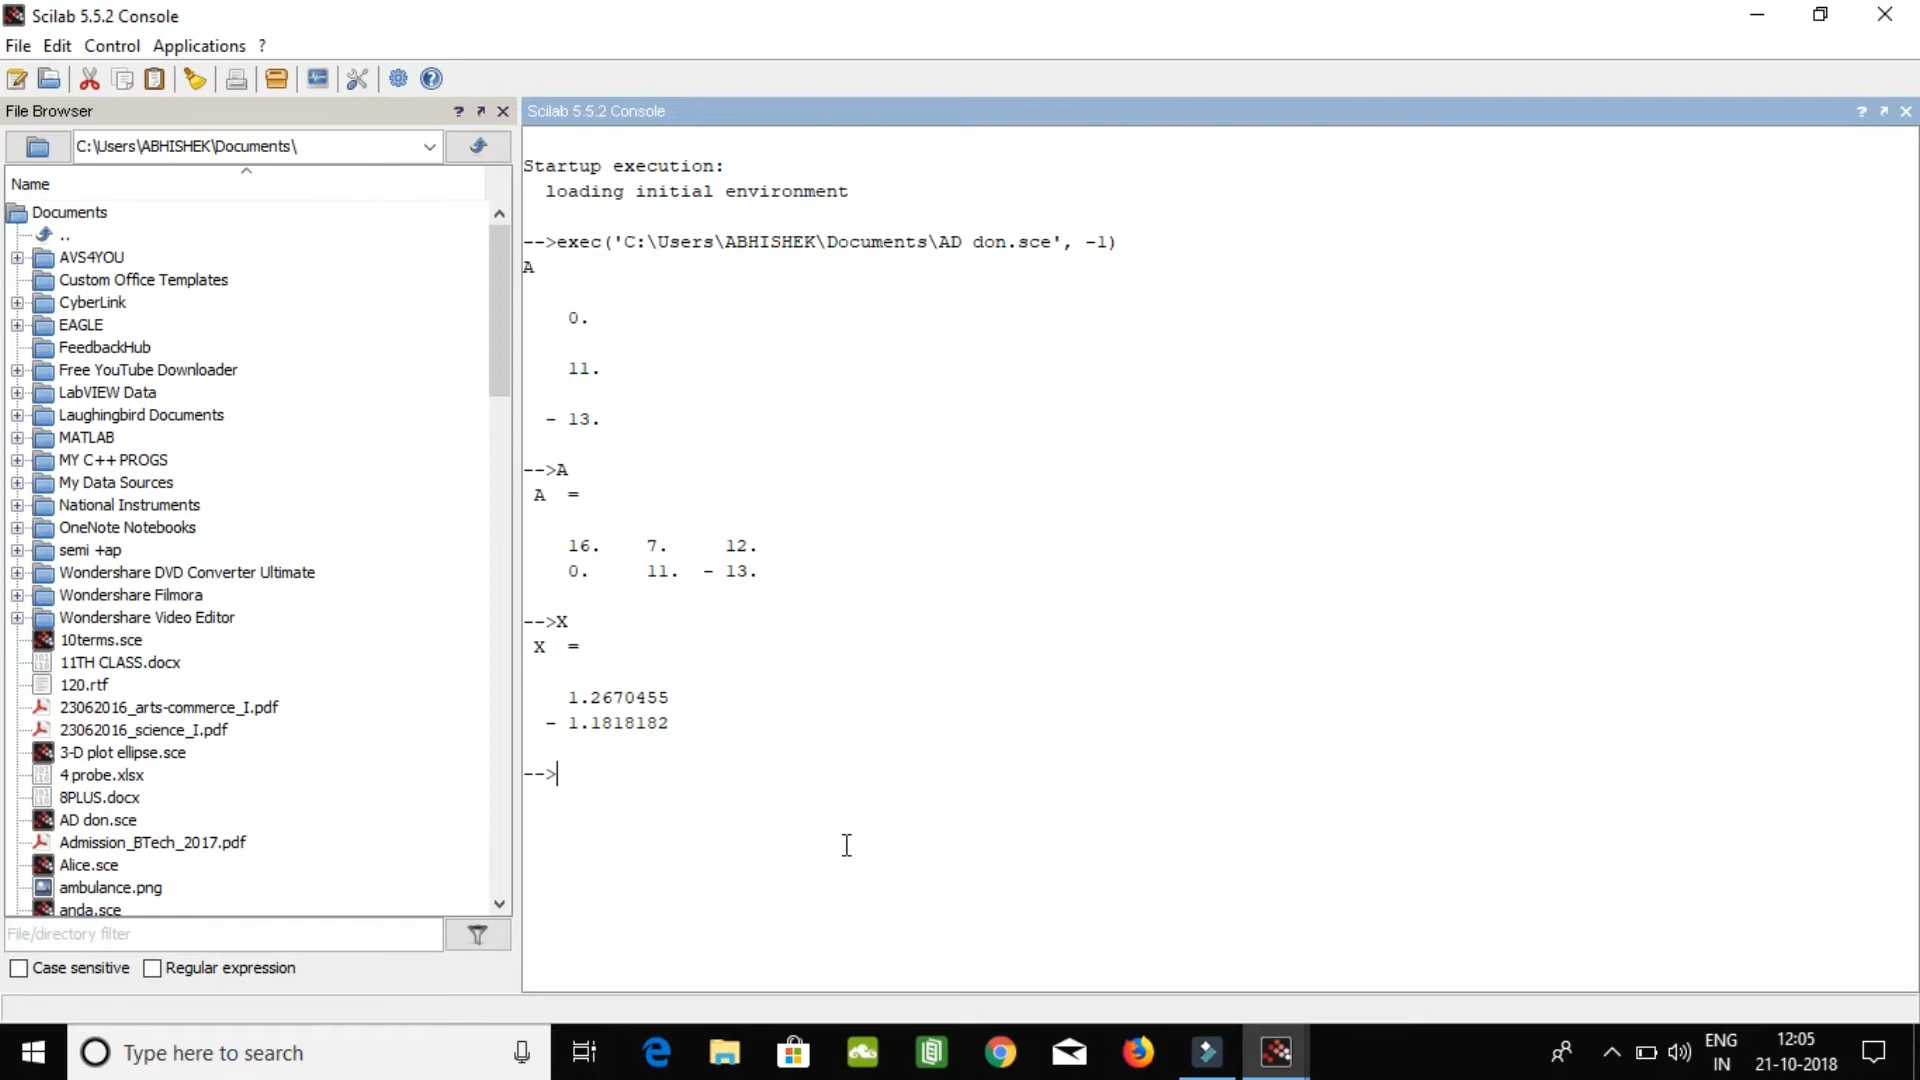 Scilab 5.5.2 Console
File Edit Control Applications ?
File Browser
? 
Scilab 5.5.2 Console
?
C:\Users\ABHISHEK\Documents\
Name
Documents
..
AVS4YOU
Custom Office Templates
CyberLink
EAGLE
FeedbackHub
Free YouTube Downloader
LabVIEW Data
Laughingbird Documents
MATLAB
MY C++ PROGS
My Data Sources
National Instruments
OneNote Notebooks
semi +ap
Wondershare DVD Converter Ultimate
Wondershare Filmora
Wondershare Video Editor
10terms.sce
11TH CLASS.docx
120.rtf
23062016_arts-commerce_I.pdf
23062016_science_I.pdf
3-D plot ellipse.sce
4 probe.xlsx
8PLUS.docx
AD don.sce
Admission_BTech_2017.pdf
Alice.sce
ambulance.png
anda.sce
File/directory filter
Case sensitive Regular expression
Startup execution:
loading initial environment
-->exec('C:\Users\ABHISHEK\Documents\AD don.sce', -1)
A
0.
11.
- 13.
-->A
A =
16. 7. 12.
0. 11. - 13.
-->X
X =
1.2670455
- 1.1818182
-->
Type here to search
ENG
IN
12:05
21-10-2018